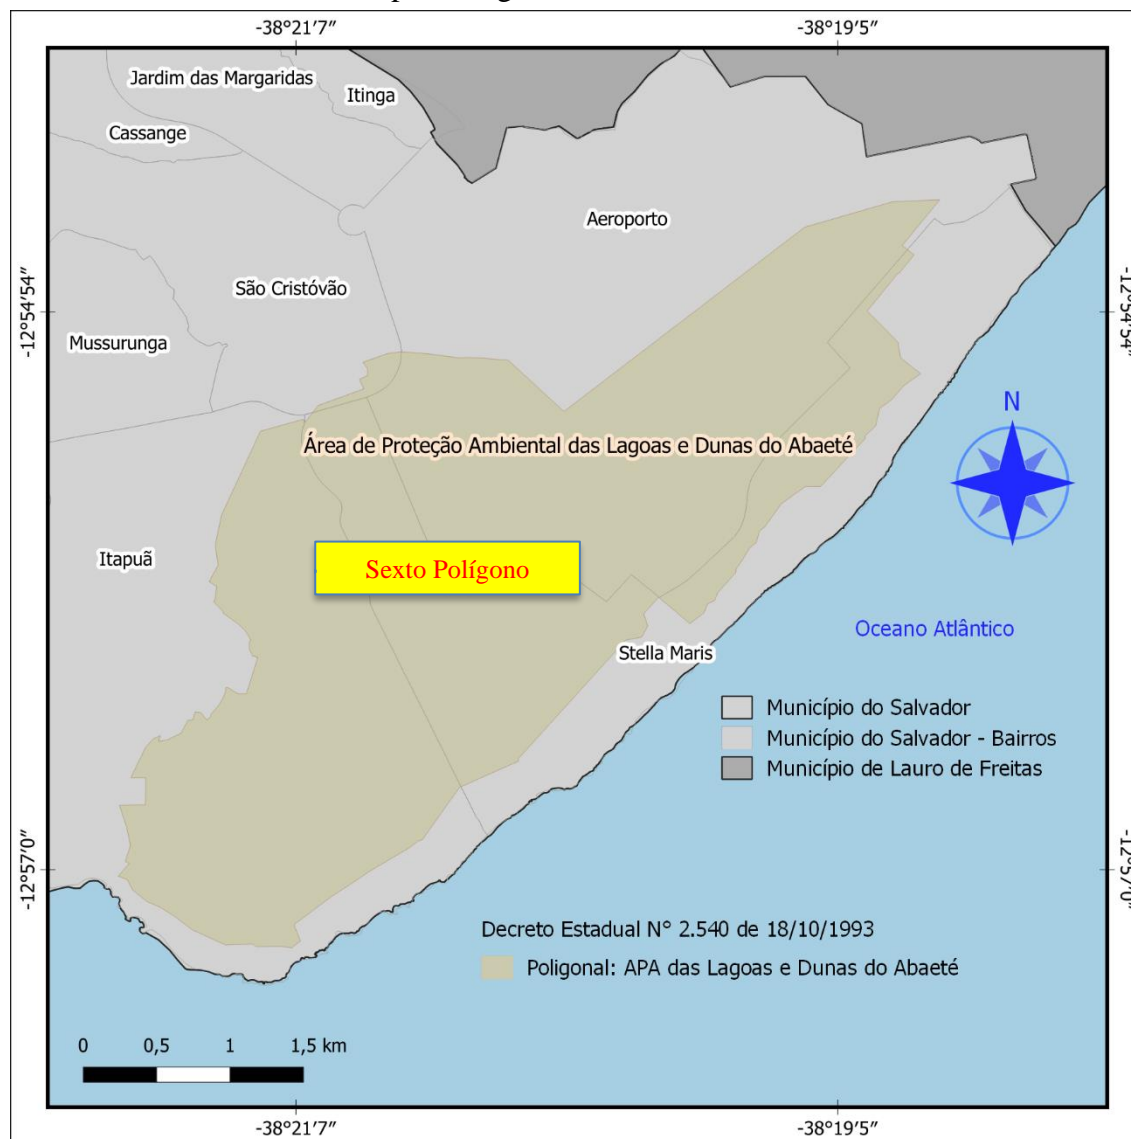 -38°21′7″
-38°19′5″
Jardim das Margaridas
Itinga
Cassange
Aeroporto
São Cristóvão
-12°54′54″
-12°54′54″
Mussurunga
N
Área de Proteção Ambiental das Lagoas e Dunas do Abaeté
Itapuã
Sexto Polígono
Oceano Atlântico
Stella Maris
Município do Salvador
Município do Salvador - Bairros
Município de Lauro de Freitas
-12°57′0″
-12°57′0″
Decreto Estadual N° 2.540 de 18/10/1993
Poligonal: APA das Lagoas e Dunas do Abaeté
0 0,5 1 1,5 km
-38°21′7″
-38°19′5″